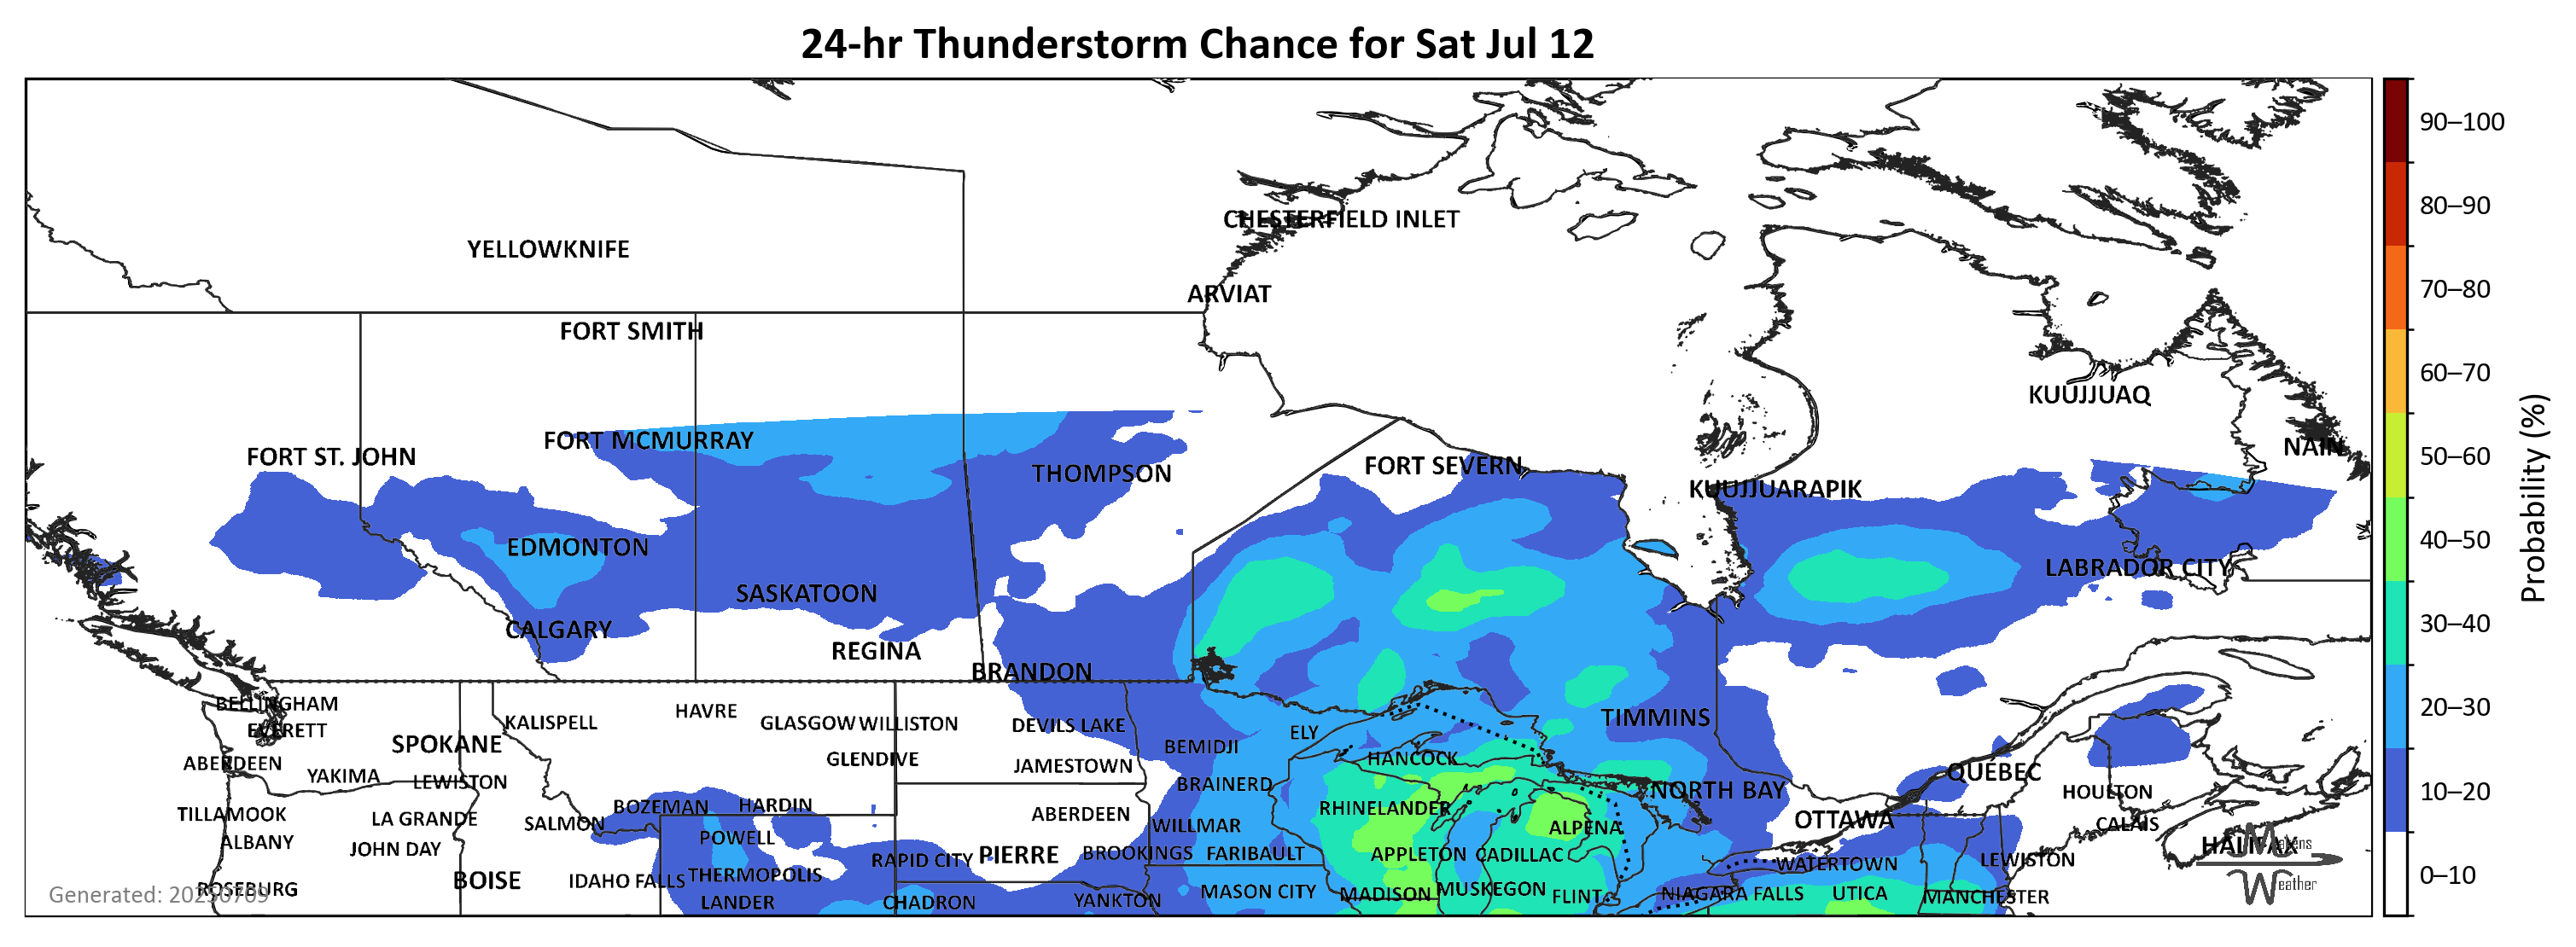 24-hr Thunderstorm Chance for Sat Jul 12
CHESTERFIELD INLET
YELLOWKNIFE
ARVIAT
FORT SMITH
KUUJJUAQ
FORT MCMURRAY
NAIN
FORT ST. JOHN
FORT SEVERN
THOMPSON
KUUJJUARAPIK
EDMONTON
LABRADOR CITY
SASKATOON
CALGARY
REGINA
BRANDON
BELLINGHAM
HAVRE
TIMMINS
KALISPELL
GLASGOW WILLISTON
DEVILS LAKE
EVERETT
ELY
SPOKANE
BEMIDJI
GLENDIVE
HANCOCK
ABERDEEN
JAMESTOWN
QUÉBEC
YAKIMA
LEWISTON
BRAINERD
NORTH BAY
HOULTON
BOZEMAN
HARDIN
RHINELANDER
TILLAMOOK
LA GRANDE
SALMON
ABERDEEN
WILLMAR
OTTAWA
CALAIS
ALPENA
ALBANY
POWELL
HALIFAX
Makens
JOHN DAY
RAPID CITY
PIERRE
BROOKINGS
FARIBAULT
APPLETON
CADILLAC
WATERTOWN
LEWISTON
BOISE
IDAHO FALLS
THERMOPOLIS
Weather
ROSEBURG
Generated: 20250709
MASON CITY
MADISON
MUSKEGON
FLINT
NIAGARA FALLS
UTICA
MANCHESTER
LANDER
CHADRON
YANKTON
90–100
80–90
70–80
60–70
50–60
40–50
30–40
20–30
10–20
0–10
Probability (%)